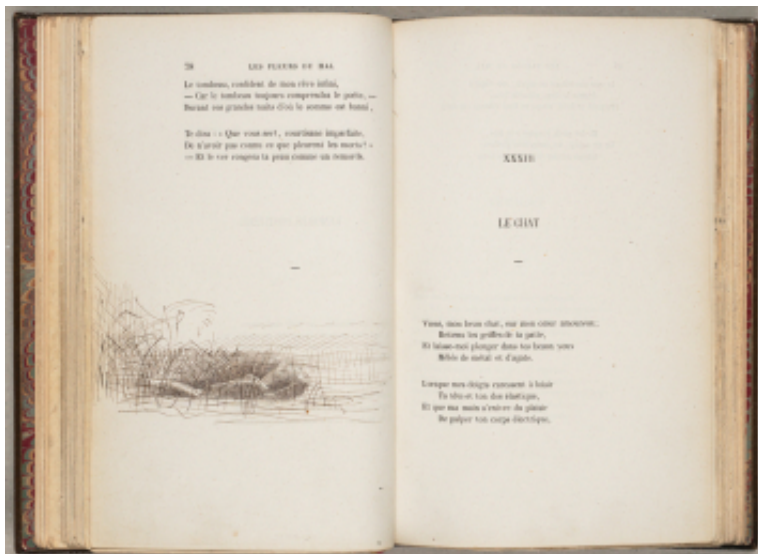 78 LES FLEURS DU MAL
Le tombeau, confident de mon rêve infini,
— Car le tombeau toujours comprendra le poëte, —
Durant ces grandes nuits d'où le somme est banni,
Te dira : « Que vous sert, courtisane imparfaite,
De n'avoir pas connu ce que pleurent les morts? »
— Et le ver rongera ta peau comme un remords.
XXXIII
LE CHAT
Viens, mon beau chat, sur mon cœur amoureux;
Retiens les griffes de ta patte,
Et laisse-moi plonger dans tes beaux yeux
Mêlés de métal et d'agate.
Lorsque mes doigts caressent à loisir
Ta tête et ton dos élastique,
Et que ma main s'enivre du plaisir
De palper ton corps électrique,